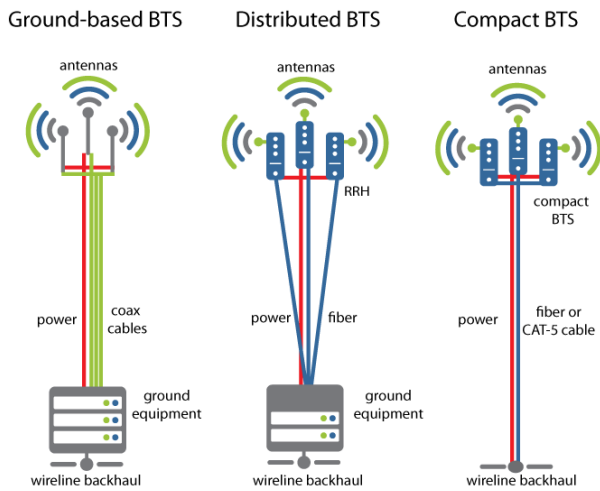 Ground-based BTS
antennas
power
coax
cables
ground
equipment
wireline backhaul
Distributed BTS
antennas
RRH
power
fiber
ground
equipment
wireline backhaul
Compact BTS
antennas
compact
BTS
power
fiber or
CAT-5 cable
wireline backhaul